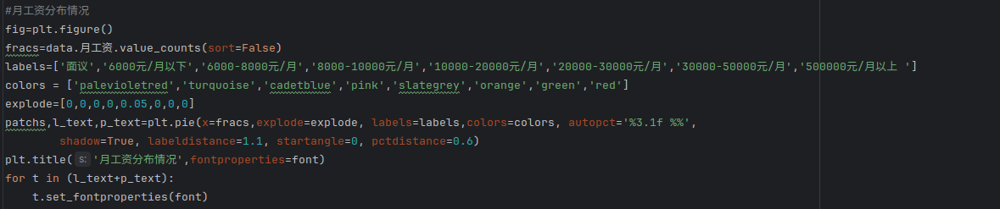 #月工资分布情况
fig=plt.figure()
fracs=data.月工资.value_counts(sort=False)
labels=['面议','6000元/月以下','6000-8000元/月','8000-10000元/月','10000-20000元/月','20000-30000元/月','30000-50000元/月','500000元/月以上 ']
colors = ['palevioletred','turquoise','cadetblue','pink','slategrey','orange','green','red']
explode=[0,0,0,0,0.05,0,0,0]
patchs,l_text,p_text=plt.pie(x=fracs,explode=explode, labels=labels,colors=colors, autopct='%3.1f %%',
        shadow=True, labeldistance=1.1, startangle=0, pctdistance=0.6)
plt.title( s: '月工资分布情况',fontproperties=font)
for t in (l_text+p_text):
    t.set_fontproperties(font)